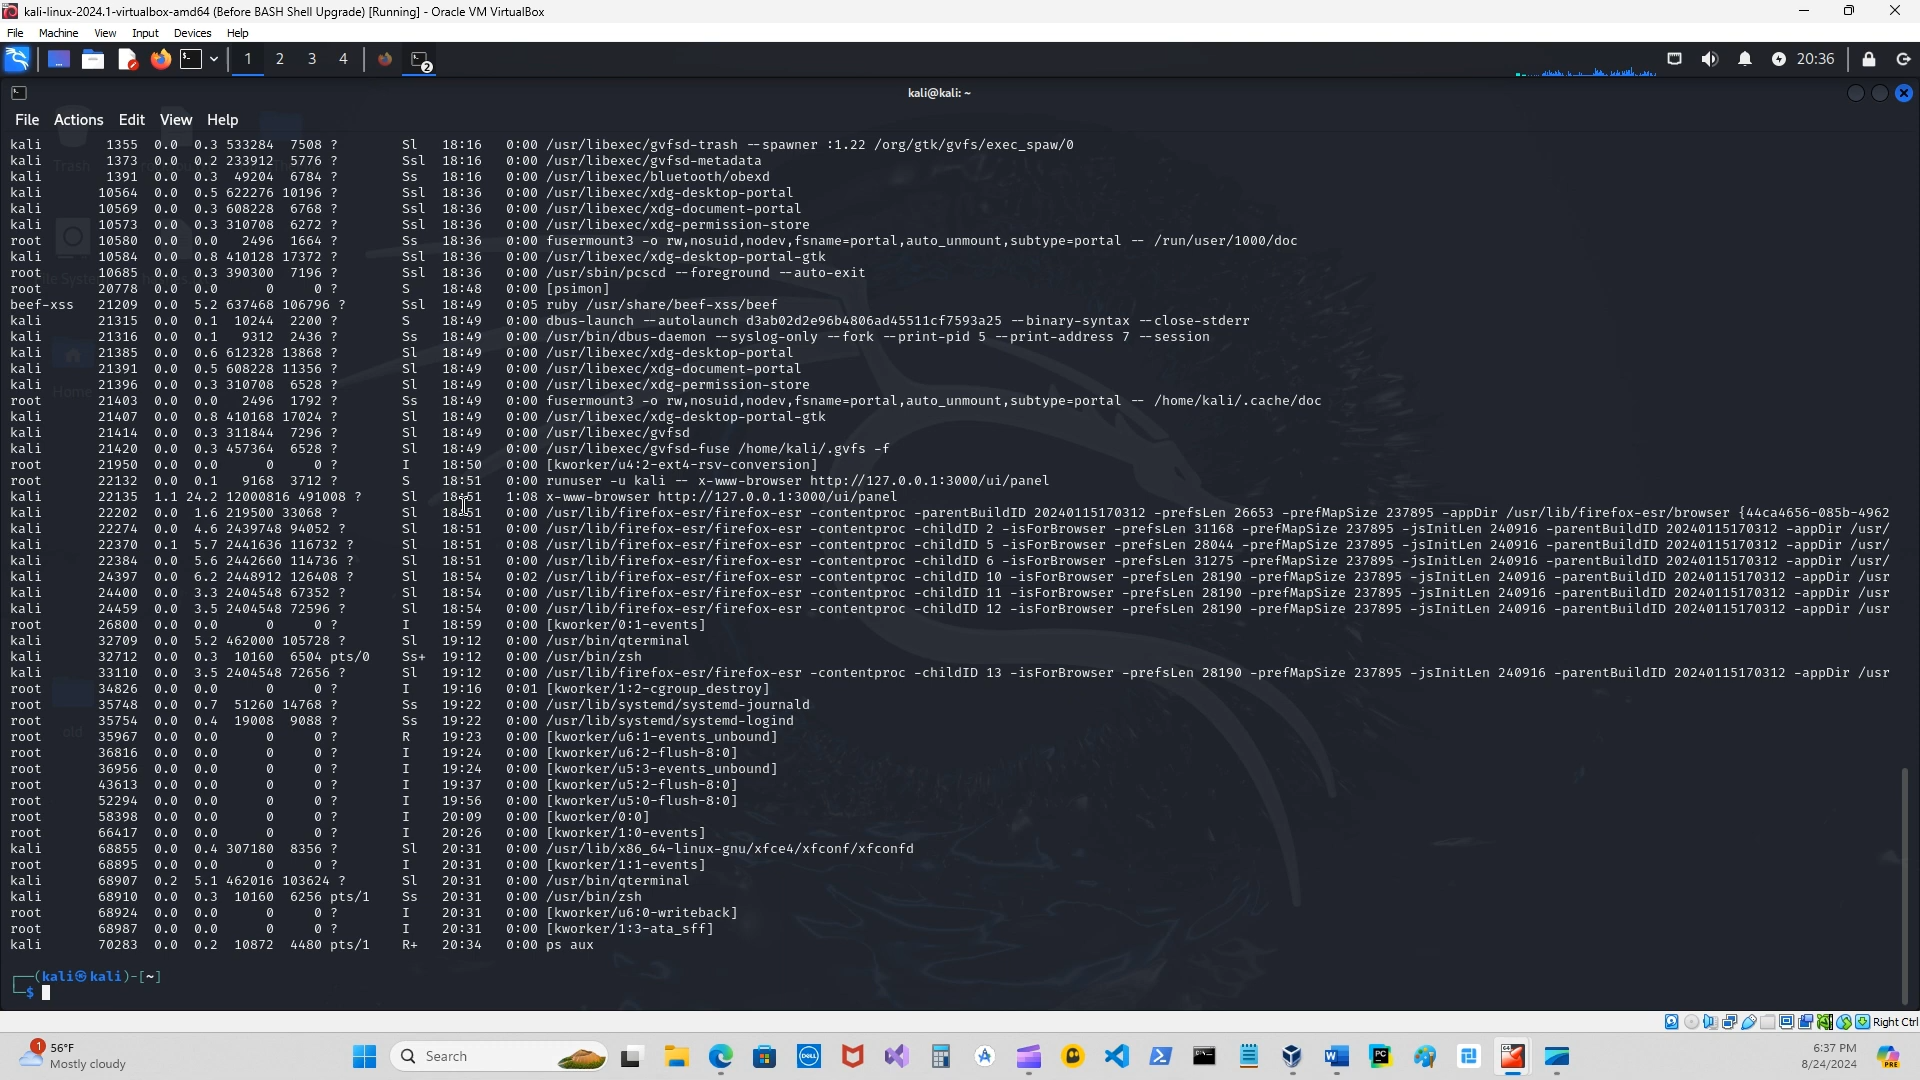 kali-linux-2024.1-virtualbox-amd64 (Before BASH Shell Upgrade) [Running] - Oracle VM VirtualBox
File Machine View Input Devices Help
1 2 3 4 2 20:36
kali@kali: ~
File Actions Edit View Help
kali 1355 0.0 0.3 533284 7508 ? Sl 18:16 0:00 /usr/libexec/gvfsd-trash --spawner :1.22 /org/gtk/gvfs/exec_spaw/0
kali 1373 0.0 0.2 233912 5776 ? Ssl 18:16 0:00 /usr/libexec/gvfsd-metadata
kali 1391 0.0 0.3 49204 6784 ? Ss 18:16 0:00 /usr/libexec/bluetooth/obexd
kali 10564 0.0 0.5 622276 10196 ? Ssl 18:36 0:00 /usr/libexec/xdg-desktop-portal
kali 10569 0.0 0.3 608228 6768 ? Ssl 18:36 0:00 /usr/libexec/xdg-document-portal
kali 10573 0.0 0.3 310708 6272 ? Ssl 18:36 0:00 /usr/libexec/xdg-permission-store
root 10580 0.0 0.0 2496 1664 ? Ss 18:36 0:00 fusermount3 -o rw,nosuid,nodev,fsname=portal,auto_unmount,subtype=portal -- /run/user/1000/doc
kali 10584 0.0 0.8 410128 17372 ? Ssl 18:36 0:00 /usr/libexec/xdg-desktop-portal-gtk
root 10685 0.0 0.3 390300 7196 ? Ssl 18:36 0:00 /usr/sbin/pcscd --foreground --auto-exit
root 20778 0.0 0.0 0 0 ? S 18:48 0:00 [psimon]
beef-xss 21209 0.0 5.2 637468 106796 ? Ssl 18:49 0:05 ruby /usr/share/beef-xss/beef
kali 21315 0.0 0.1 10244 2200 ? S 18:49 0:00 dbus-launch --autolaunch d3ab02d2e96b4806ad45511cf7593a25 --binary-syntax --close-stderr
kali 21316 0.0 0.1 9312 2436 ? Ss 18:49 0:00 /usr/bin/dbus-daemon --syslog-only --fork --print-pid 5 --print-address 7 --session
kali 21385 0.0 0.6 612328 13868 ? Sl 18:49 0:00 /usr/libexec/xdg-desktop-portal
kali 21391 0.0 0.5 608228 11356 ? Sl 18:49 0:00 /usr/libexec/xdg-document-portal
kali 21396 0.0 0.3 310708 6528 ? Sl 18:49 0:00 /usr/libexec/xdg-permission-store
root 21403 0.0 0.0 2496 1792 ? Ss 18:49 0:00 fusermount3 -o rw,nosuid,nodev,fsname=portal,auto_unmount,subtype=portal -- /home/kali/.cache/doc
kali 21407 0.0 0.8 410168 17024 ? Sl 18:49 0:00 /usr/libexec/xdg-desktop-portal-gtk
kali 21414 0.0 0.3 311844 7296 ? Sl 18:49 0:00 /usr/libexec/gvfsd
kali 21420 0.0 0.3 457364 6528 ? Sl 18:49 0:00 /usr/libexec/gvfsd-fuse /home/kali/.gvfs -f
root 21950 0.0 0.0 0 0 ? I 18:50 0:00 [kworker/u4:2-ext4-rsv-conversion]
root 22132 0.0 0.1 9168 3712 ? S 18:51 0:00 runuser -u kali -- x-www-browser http://127.0.0.1:3000/ui/panel
kali 22135 1.1 24.2 12000816 491008 ? Sl 18:51 1:08 x-www-browser http://127.0.0.1:3000/ui/panel
kali 22202 0.0 1.6 219500 33068 ? Sl 18:51 0:00 /usr/lib/firefox-esr/firefox-esr -contentproc -parentBuildID 20240115170312 -prefsLen 26653 -prefMapSize 237895 -appDir /usr/lib/firefox-esr/browser {44ca4656-085b-4962
kali 22274 0.0 4.6 2439748 94052 ? Sl 18:51 0:00 /usr/lib/firefox-esr/firefox-esr -contentproc -childID 2 -isForBrowser -prefsLen 31168 -prefMapSize 237895 -jsInitLen 240916 -parentBuildID 20240115170312 -appDir /usr/
kali 22370 0.1 5.7 2441636 116732 ? Sl 18:51 0:08 /usr/lib/firefox-esr/firefox-esr -contentproc -childID 5 -isForBrowser -prefsLen 28044 -prefMapSize 237895 -jsInitLen 240916 -parentBuildID 20240115170312 -appDir /usr/
kali 22384 0.0 5.6 2442660 114736 ? Sl 18:51 0:00 /usr/lib/firefox-esr/firefox-esr -contentproc -childID 6 -isForBrowser -prefsLen 31275 -prefMapSize 237895 -jsInitLen 240916 -parentBuildID 20240115170312 -appDir /usr/
kali 24397 0.0 6.2 2448912 126408 ? Sl 18:54 0:02 /usr/lib/firefox-esr/firefox-esr -contentproc -childID 10 -isForBrowser -prefsLen 28190 -prefMapSize 237895 -jsInitLen 240916 -parentBuildID 20240115170312 -appDir /usr
kali 24400 0.0 3.3 2404548 67352 ? Sl 18:54 0:00 /usr/lib/firefox-esr/firefox-esr -contentproc -childID 11 -isForBrowser -prefsLen 28190 -prefMapSize 237895 -jsInitLen 240916 -parentBuildID 20240115170312 -appDir /usr
kali 24459 0.0 3.5 2404548 72596 ? Sl 18:54 0:00 /usr/lib/firefox-esr/firefox-esr -contentproc -childID 12 -isForBrowser -prefsLen 28190 -prefMapSize 237895 -jsInitLen 240916 -parentBuildID 20240115170312 -appDir /usr
root 26800 0.0 0.0 0 0 ? I 18:59 0:00 [kworker/0:1-events]
kali 32709 0.0 5.2 462000 105728 ? Sl 19:12 0:00 /usr/bin/qterminal
kali 32712 0.0 0.3 10160 6504 pts/0 Ss+ 19:12 0:00 /usr/bin/zsh
kali 33110 0.0 3.5 2404548 72656 ? Sl 19:12 0:00 /usr/lib/firefox-esr/firefox-esr -contentproc -childID 13 -isForBrowser -prefsLen 28190 -prefMapSize 237895 -jsInitLen 240916 -parentBuildID 20240115170312 -appDir /usr
root 34826 0.0 0.0 0 0 ? I 19:16 0:01 [kworker/1:2-cgroup_destroy]
root 35748 0.0 0.7 51260 14768 ? Ss 19:22 0:00 /usr/lib/systemd/systemd-journald
root 35754 0.0 0.4 19008 9088 ? Ss 19:22 0:00 /usr/lib/systemd/systemd-logind
root 35967 0.0 0.0 0 0 ? R 19:23 0:00 [kworker/u6:1-events_unbound]
root 36816 0.0 0.0 0 0 ? I 19:24 0:00 [kworker/u6:2-flush-8:0]
root 36956 0.0 0.0 0 0 ? I 19:24 0:00 [kworker/u5:3-events_unbound]
root 43613 0.0 0.0 0 0 ? I 19:37 0:00 [kworker/u5:2-flush-8:0]
root 52294 0.0 0.0 0 0 ? I 19:56 0:00 [kworker/u5:0-flush-8:0]
root 58398 0.0 0.0 0 0 ? I 20:09 0:00 [kworker/0:0]
root 66417 0.0 0.0 0 0 ? I 20:26 0:00 [kworker/1:0-events]
kali 68855 0.0 0.4 307180 8356 ? Sl 20:31 0:00 /usr/lib/x86_64-linux-gnu/xfce4/xfconf/xfconfd
root 68895 0.0 0.0 0 0 ? I 20:31 0:00 [kworker/1:1-events]
kali 68907 0.2 5.1 462016 103624 ? Sl 20:31 0:00 /usr/bin/qterminal
kali 68910 0.0 0.3 10160 6256 pts/1 Ss 20:31 0:00 /usr/bin/zsh
root 68924 0.0 0.0 0 0 ? I 20:31 0:00 [kworker/u6:0-writeback]
root 68987 0.0 0.0 0 0 ? I 20:31 0:00 [kworker/1:3-ata_sff]
kali 70283 0.0 0.2 10872 4480 pts/1 R+ 20:34 0:00 ps aux
┌──(kali㉿kali)-[~]
└─$
Right Ctrl
1 56°F
Mostly cloudy
Search
6:37 PM
8/24/2024